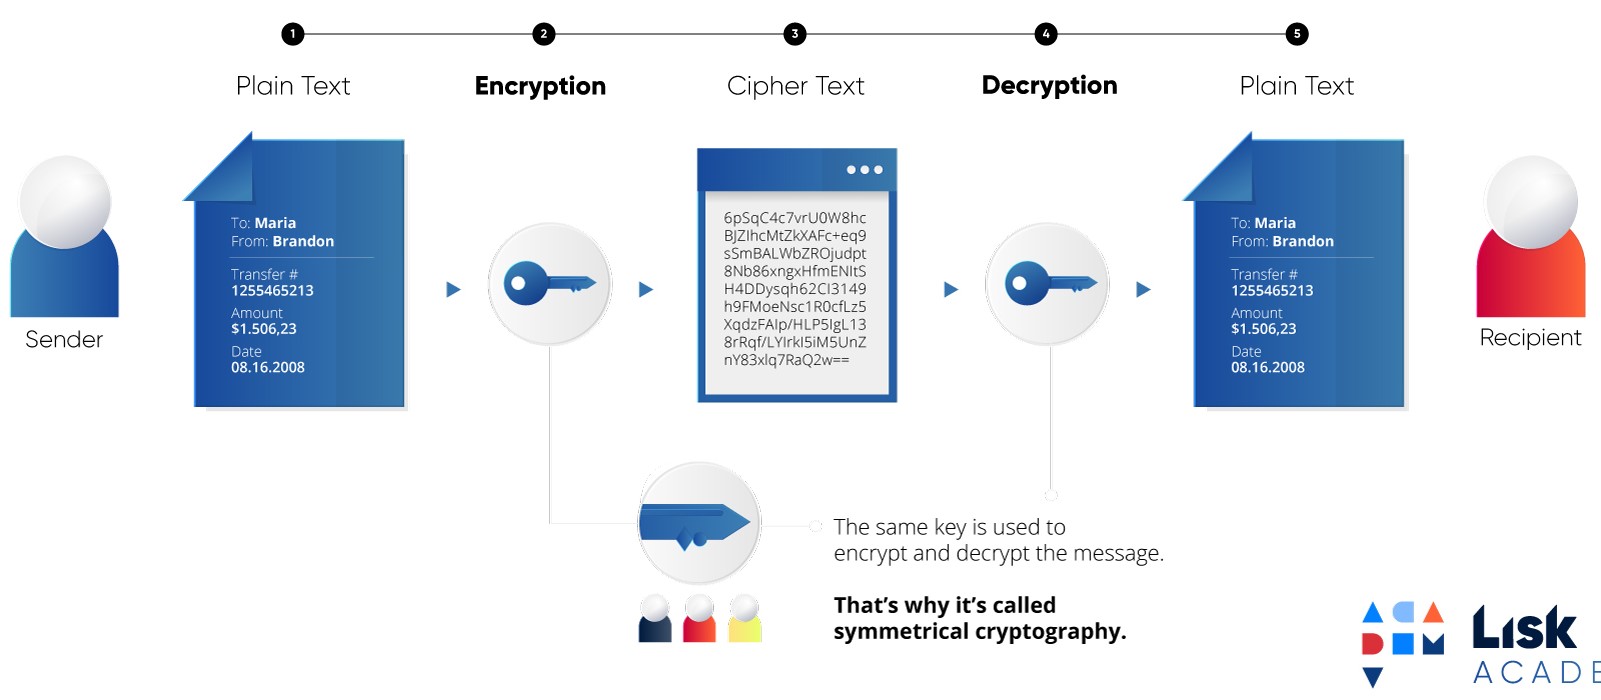 1
2
3
4
5
Plain Text
Encryption
Cipher Text
Decryption
Plain Text
To: Maria
From: Brandon
Transfer #
1255465213
Amount
$1.506,23
Date
08.16.2008
Sender
6pSqC4c7vrU0W8hc
BJZIhcMtZkXAFc+eq9
sSmBALWbZROjudpt
8Nb86xngxHfmENItS
H4DDysqh62CI3149
h9FMoeNsc1R0cfLz5
XqdzFAIp/HLP5IgL13
8rRqf/LYIrkI5iM5UnZ
nY83xlq7RaQ2w==
To: Maria
From: Brandon
Transfer #
1255465213
Amount
$1.506,23
Date
08.16.2008
Recipient
The same key is used to
encrypt and decrypt the message.
That’s why it’s called
symmetrical cryptography.
Lisk
ACADE